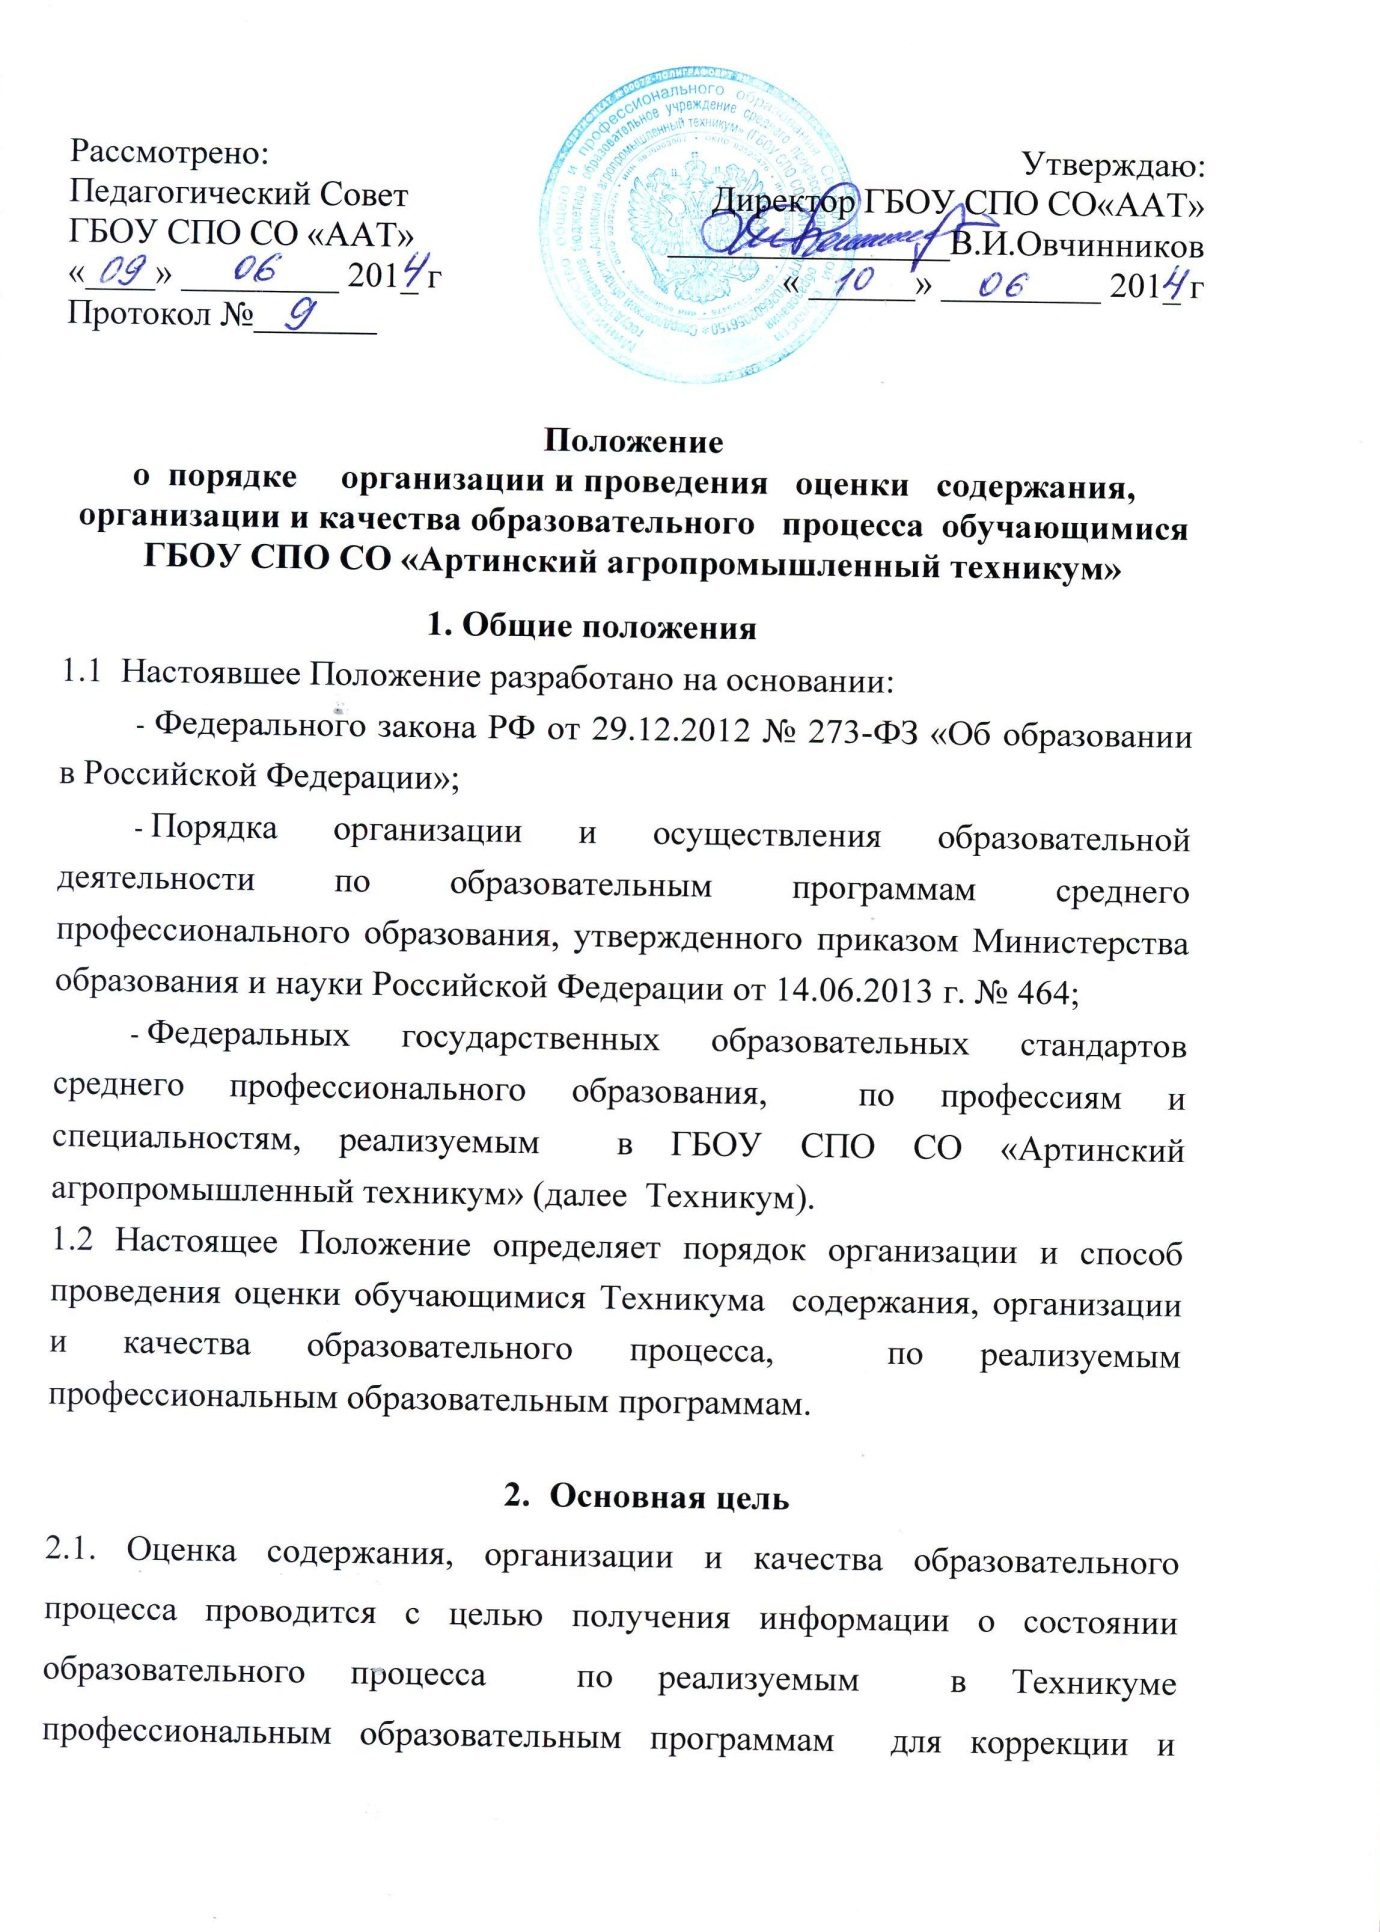 Рассмотрено:
Педагогический Совет
ГБОУ СПО СО «ААТ»
«09» 06 2014 г
Протокол № 9
Утверждаю:
Директор ГБОУ СПО СО«ААТ»
В.И.Овчинников
« 10 » 06 2014 г
Положение
о порядке организации и проведения оценки содержания,
организации и качества образовательного процесса обучающимися
ГБОУ СПО СО «Артинский агропромышленный техникум»
1. Общие положения
1.1 Настоявшее Положение разработано на основании:
- Федерального закона РФ от 29.12.2012 № 273-ФЗ «Об образовании
в Российской Федерации»;
- Порядка организации и осуществления образовательной
деятельности по образовательным программам среднего
профессионального образования, утвержденного приказом Министерства
образования и науки Российской Федерации от 14.06.2013 г. № 464;
- Федеральных государственных образовательных стандартов
среднего профессионального образования, по профессиям и
специальностям, реализуемым в ГБОУ СПО СО «Артинский
агропромышленный техникум» (далее Техникум).
1.2 Настоящее Положение определяет порядок организации и способ
проведения оценки обучающимися Техникума содержания, организации
и качества образовательного процесса, по реализуемым
профессиональным образовательным программам.
2. Основная цель
2.1. Оценка содержания, организации и качества образовательного
процесса проводится с целью получения информации о состоянии
образовательного процесса по реализуемым в Техникуме
профессиональным образовательным программам для коррекции и